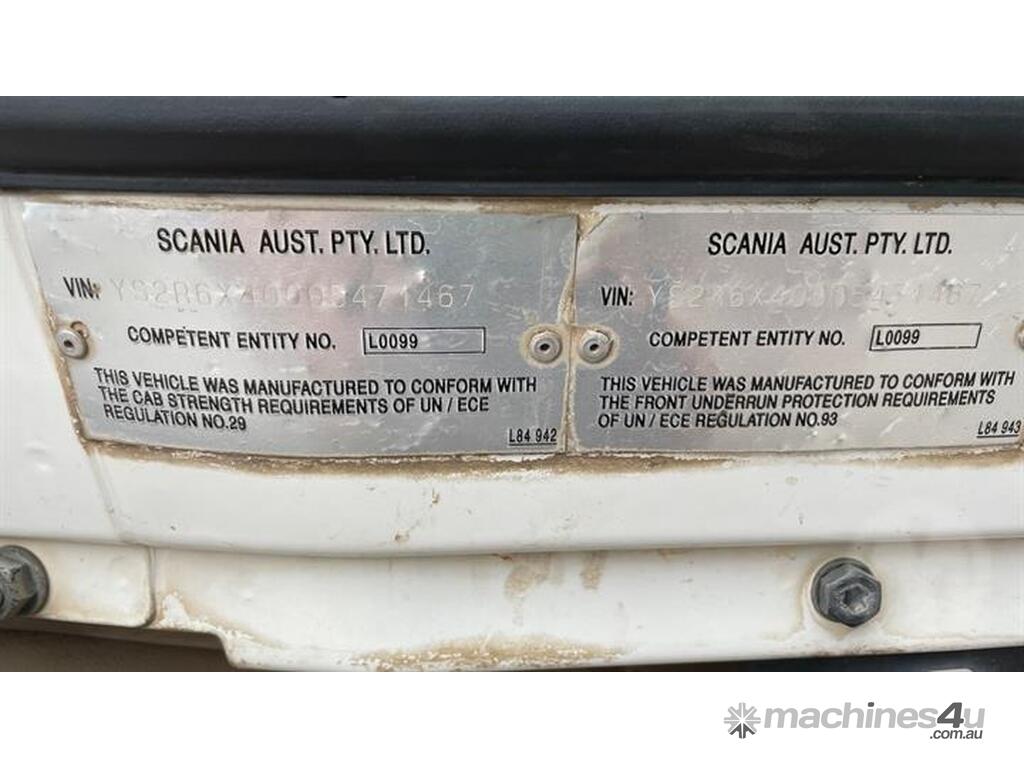 SCANIA AUST. PTY. LTD.
VIN: YS2R6X40005471467
COMPETENT ENTITY NO. L0099
THIS VEHICLE WAS MANUFACTURED TO CONFORM WITH
THE CAB STRENGTH REQUIREMENTS OF UN / ECE
REGULATION NO.29
L84 942
SCANIA AUST. PTY. LTD.
VIN:
COMPETENT ENTITY NO. L0099
THIS VEHICLE WAS MANUFACTURED TO CONFORM WITH
THE FRONT UNDERRUN PROTECTION REQUIREMENTS
OF UN / ECE REGULATION NO.93
L84 943
machines4u
.com.au